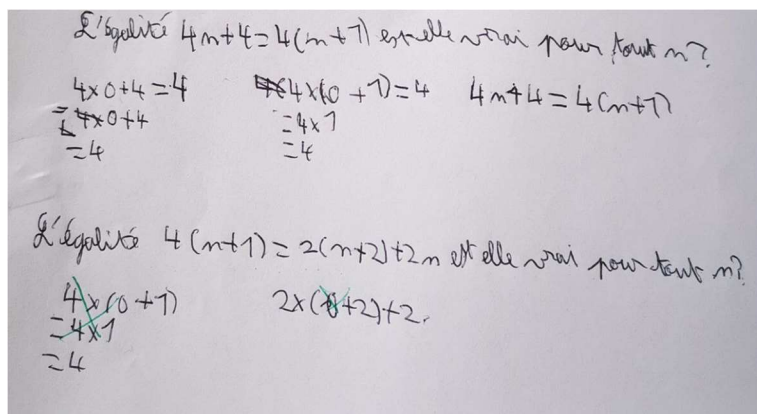 L'égalité 4n+4=4(n+1) est elle vrai pour tout n?
4×0+4=4 4×(0+1)=4 4n+4=4(n+1)
=4×0+4 =4×1
=4 =4
L'égalité 4(n+1)=2(n+2)+2n est elle vrai pour tout n?
4×(0+1) 2×(0+2)+2.
=4×1
=4